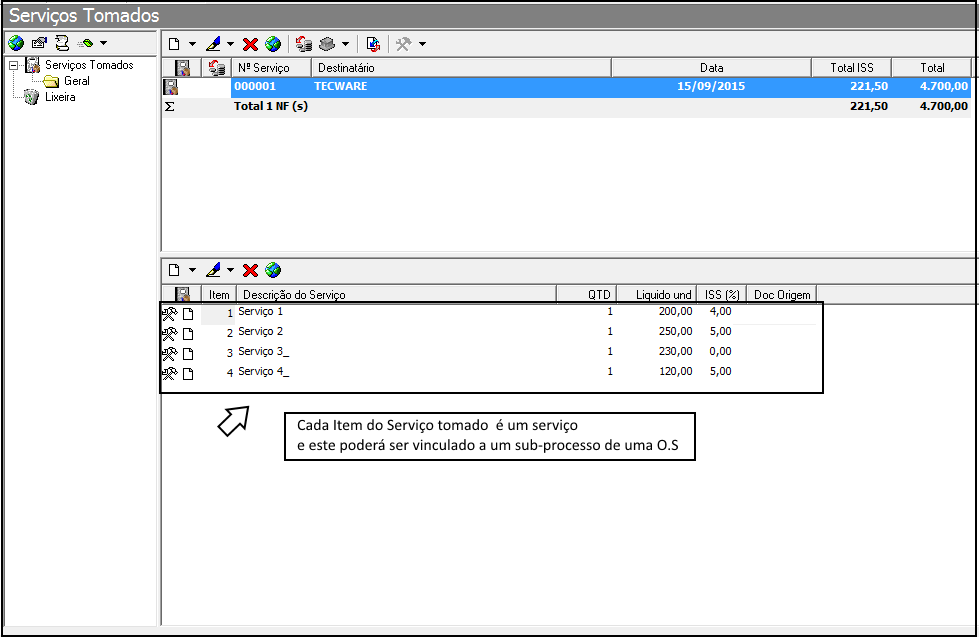 Serviços Tomados
Serviços Tomados
Geral
Lixeira
Nº Serviço Destinatário Data Total ISS Total
000001 TECWARE 15/09/2015 221,50 4.700,00
Σ Total 1 NF (s) 221,50 4.700,00
Item Descrição do Serviço QTD Liquido und ISS (%) Doc Origem
1 Serviço 1 1 200,00 4,00
2 Serviço 2 1 250,00 5,00
3 Serviço 3_ 1 230,00 0,00
4 Serviço 4_ 1 120,00 5,00
Cada Item do Serviço tomado é um serviço
e este poderá ser vinculado a um sub-processo de uma O.S